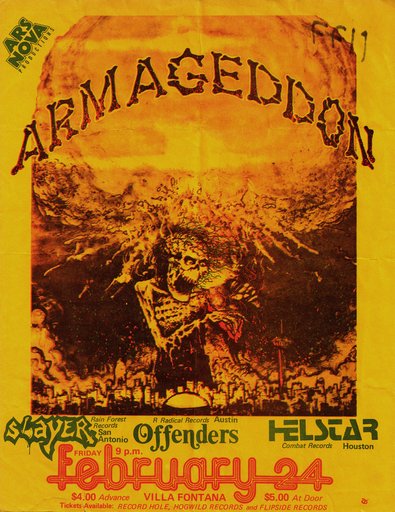 ARS
NOVA
PRODUCTIONS
ARMAGEDDON
SLAYER
Rain Forest
Records
San
Antonio
R Radical Records Austin
Offenders
HELSTAR
Combat Records Houston
FRIDAY 9 p.m.
february 24
$4.00 Advance VILLA FONTANA $5.00 At Door
Tickets Available: RECORD HOLE, HOGWILD RECORDS and FLIPSIDE RECORDS